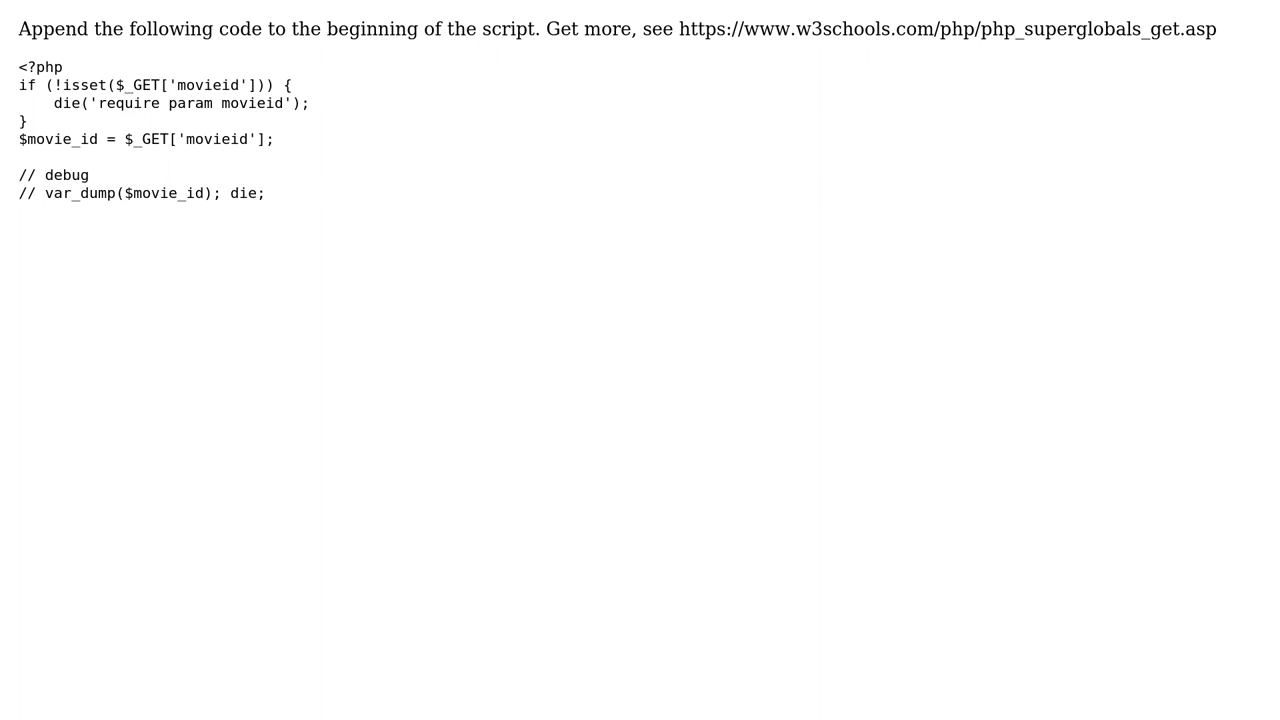 Append the following code to the beginning of the script. Get more, see https://www.w3schools.com/php/php_superglobals_get.asp
<?php
if (!isset($_GET['movieid'])) {
    die('require param movieid');
}
$movie_id = $_GET['movieid'];

// debug
// var_dump($movie_id); die;